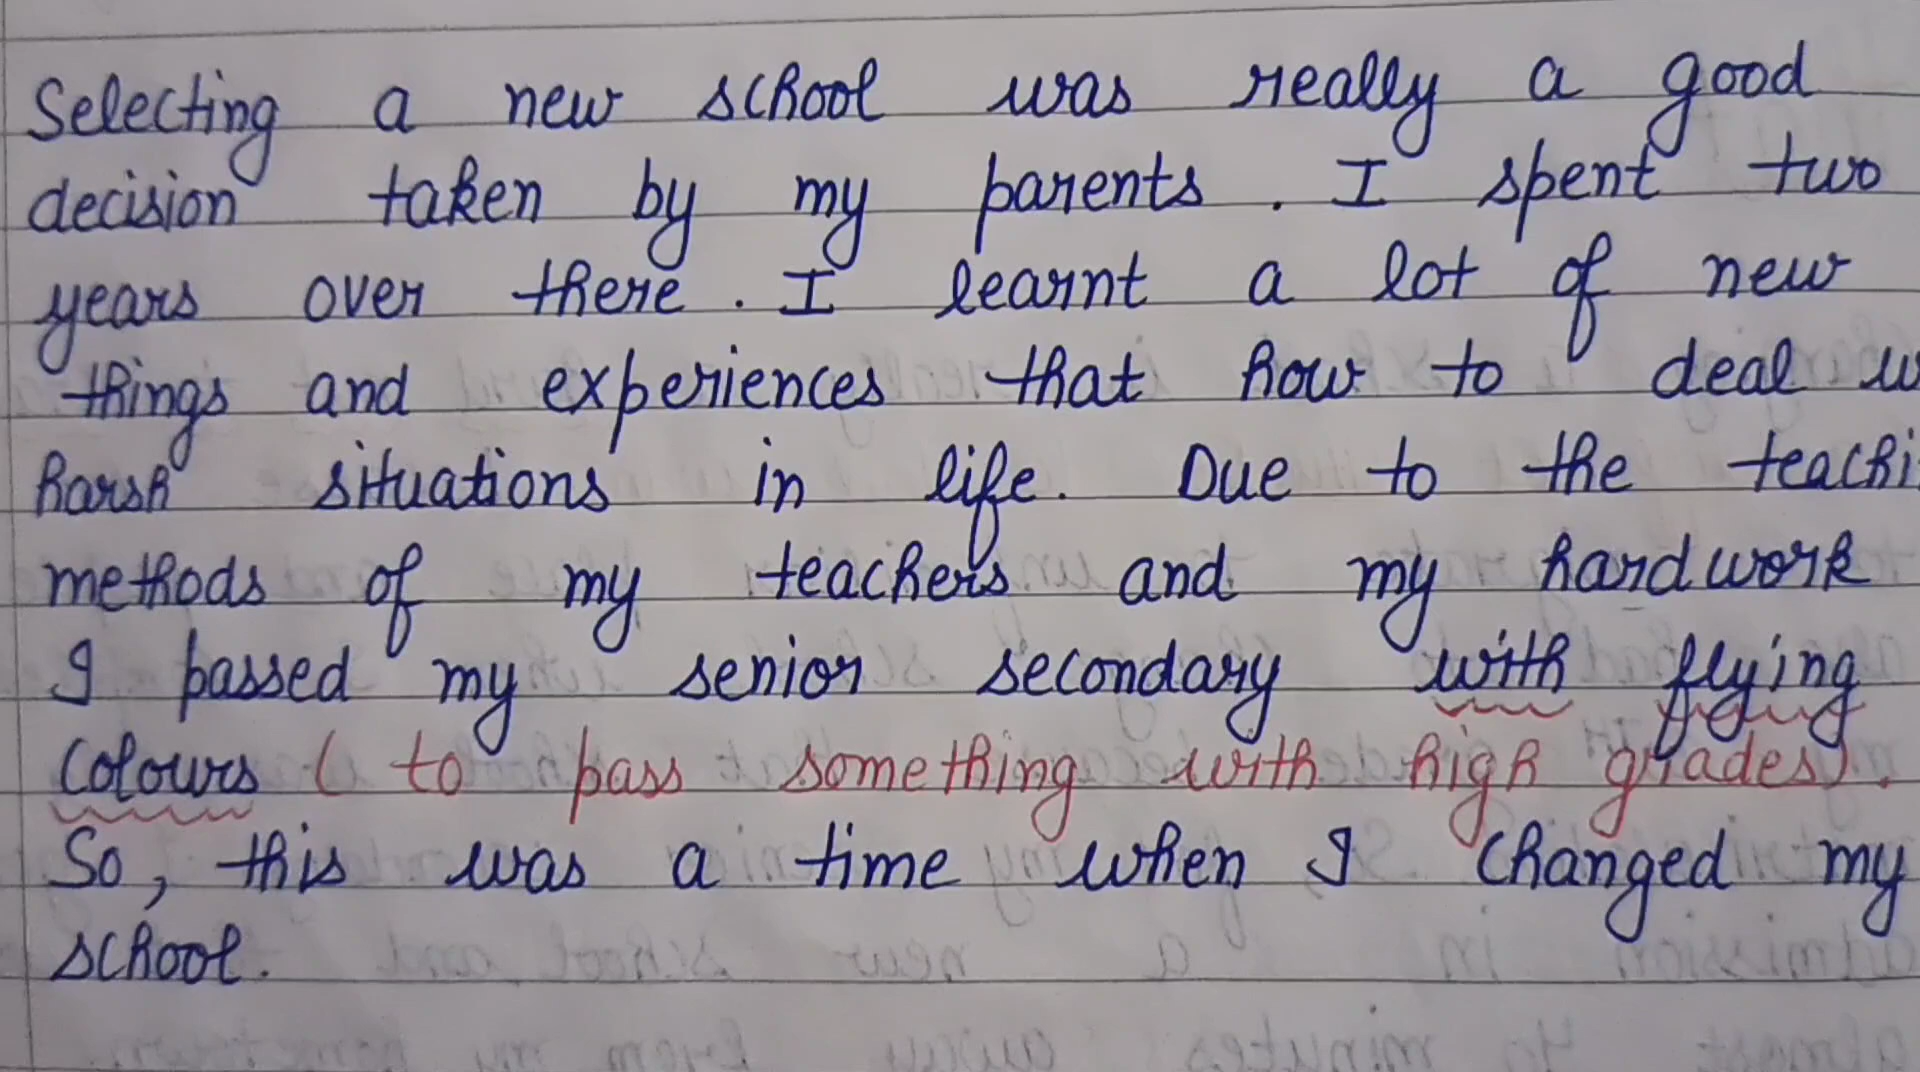 Selecting a new school was really a good
decision taken by my parents. I spent two
years over there. I learnt a lot of new
things and experiences that how to deal
harsh situations in life. Due to the
methods of my teachers and my hardwork
I passed my senior secondary with flying
colours (to pass something with high grades).
So, this was a time when I changed my
school.